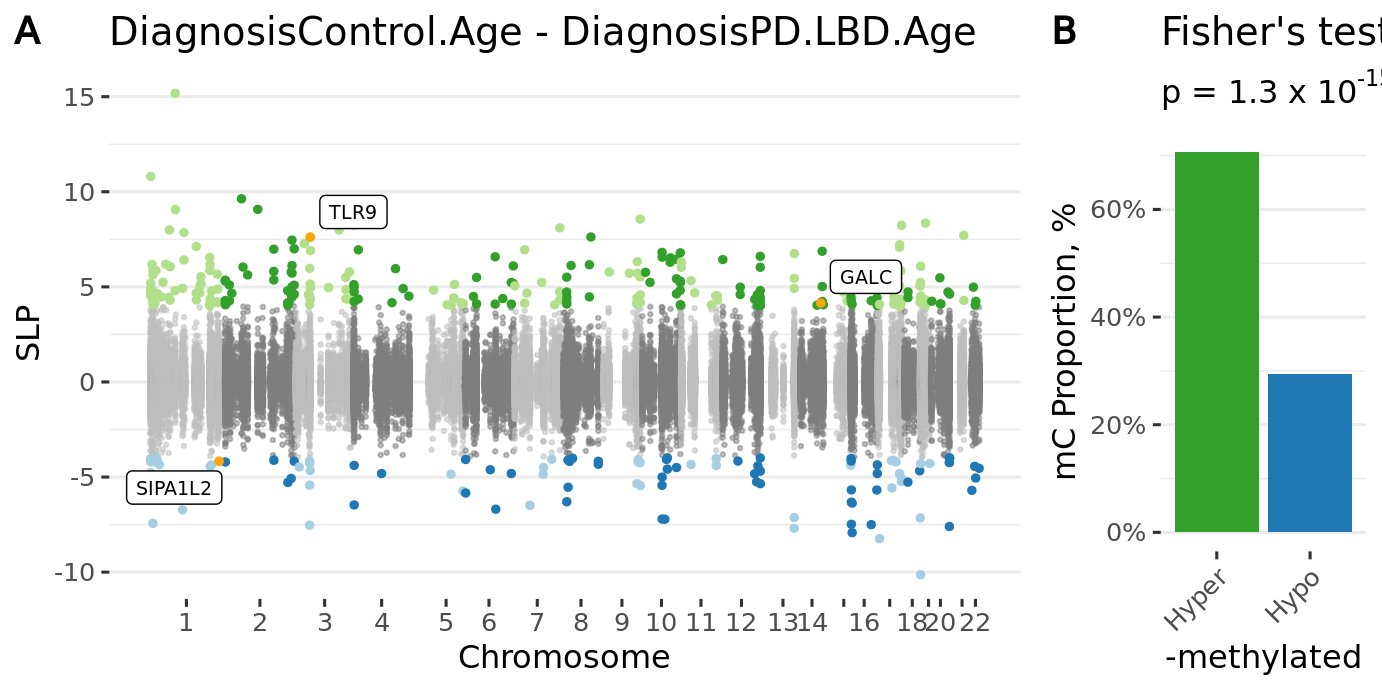 A
DiagnosisControl.Age - DiagnosisPD.LBD.Age
SLP
15
10
5
0
-5
-10
TLR9
GALC
SIPA1L2
1 2 3 4 5 6 7 8 9 10 11 12 13 14 16 18 20 22
Chromosome
B
Fisher's test
p = 1.3 x 10-15
mC Proportion, %
60%
40%
20%
0%
Hyper
Hypo
-methylated